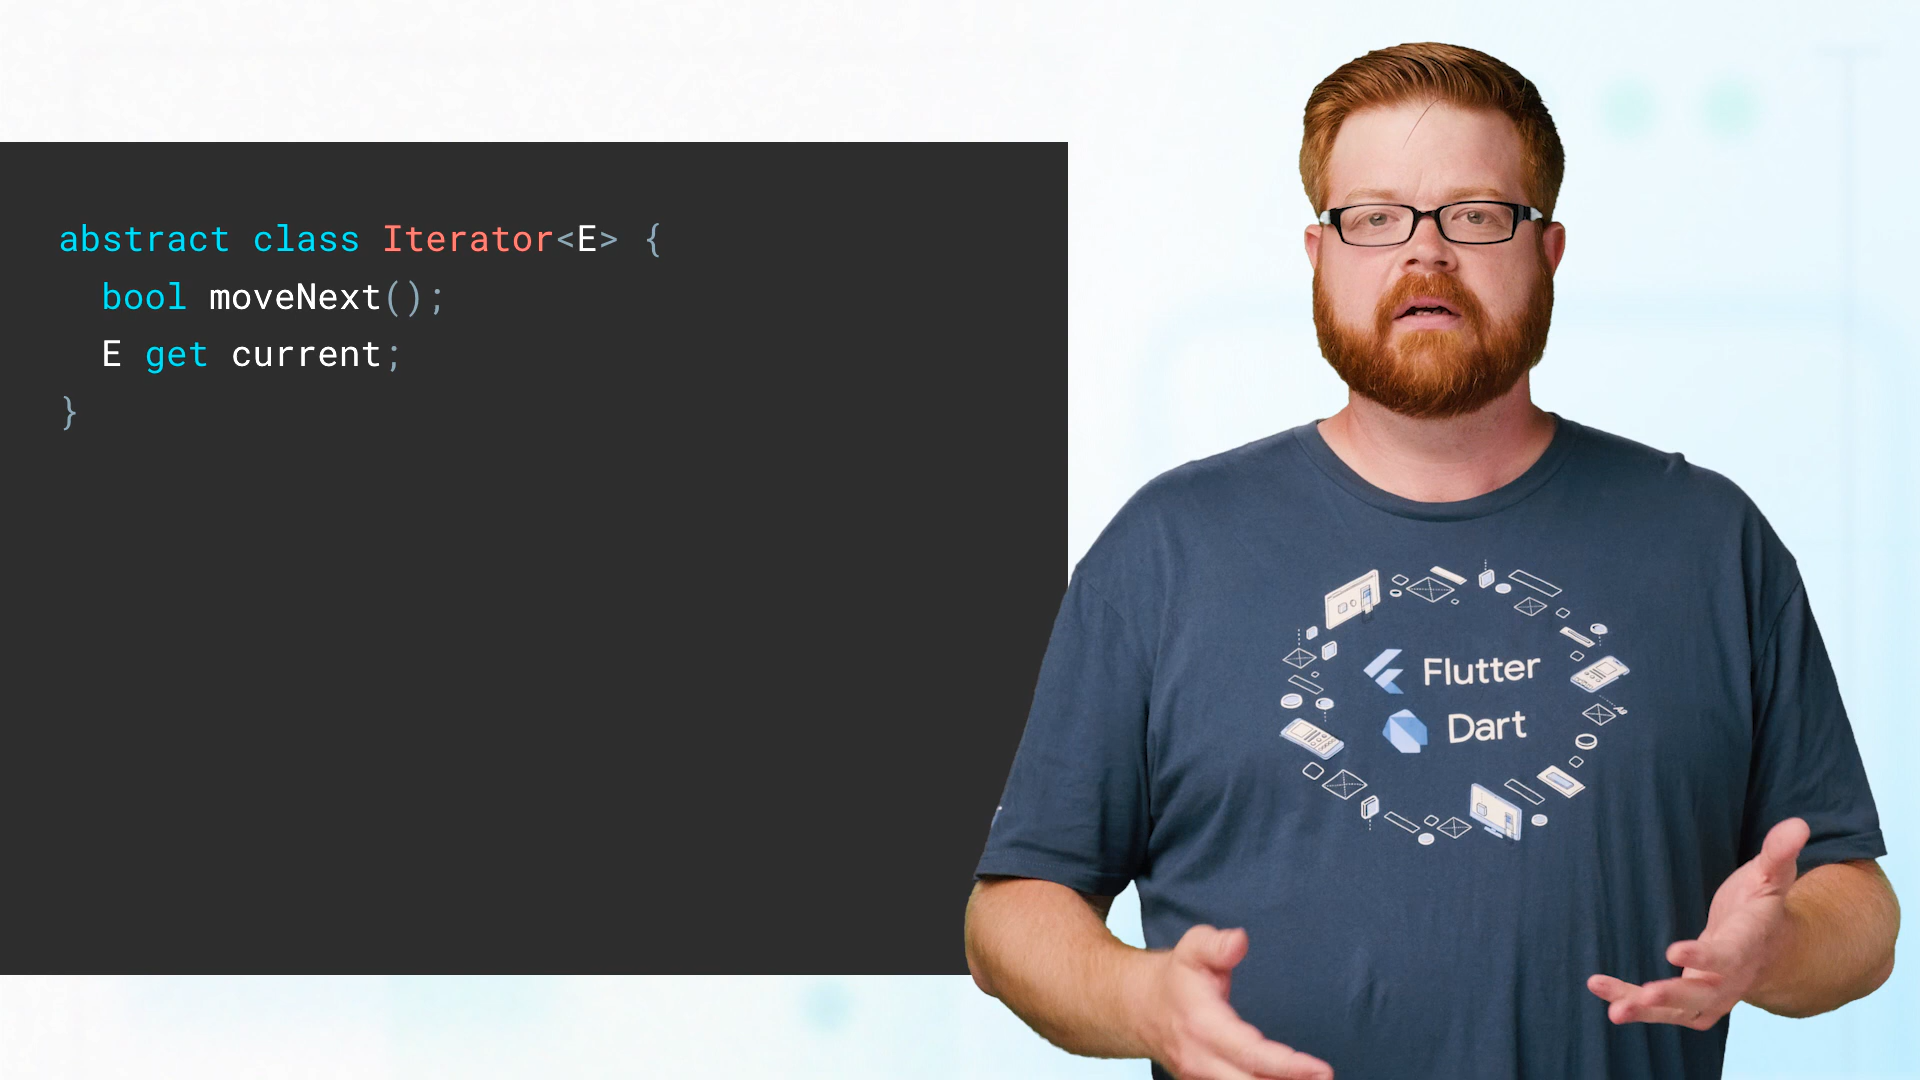 abstract class Iterator<E> {
  bool moveNext();
  E get current;
}
Flutter
Dart